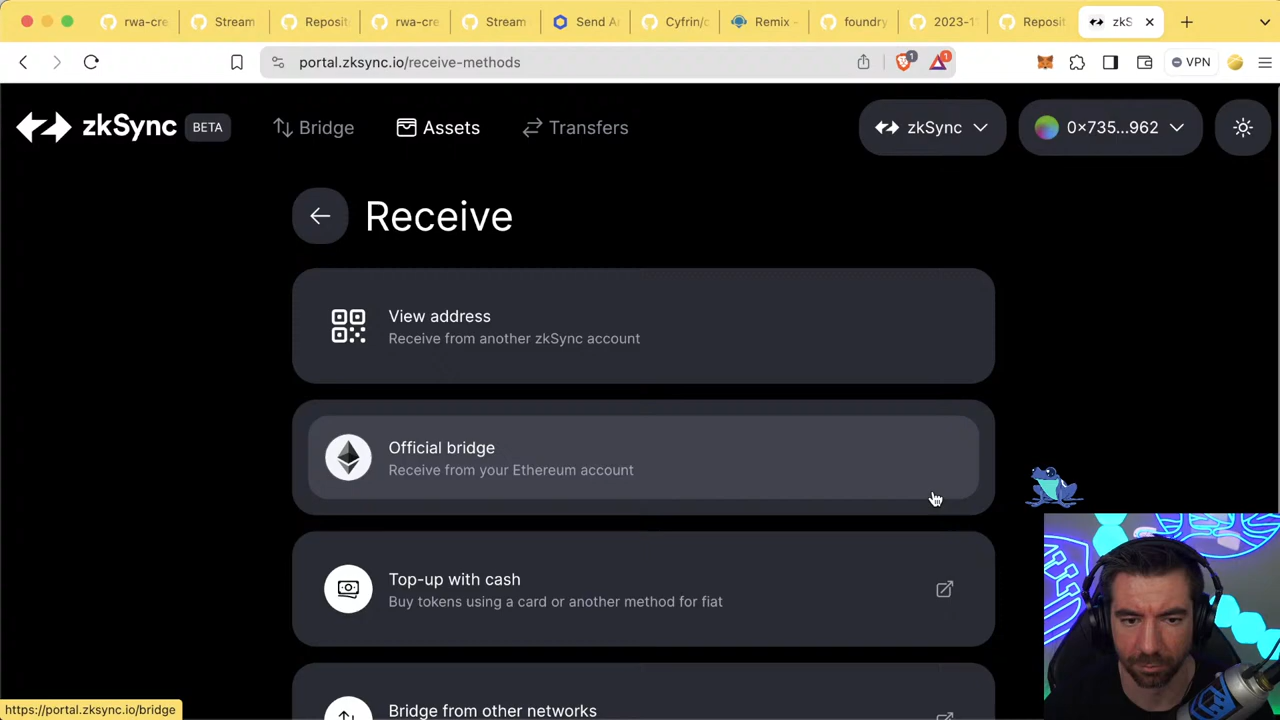 rwa-cre
Stream
Reposit
rwa-cre
Stream
Send A
Cyfrin/c
Remix -
foundry
2023-1
Reposit
zkS
portal.zksync.io/receive-methods
1
1
VPN
zkSync
BETA
Bridge
Assets
Transfers
zkSync
0×735...962
Receive
View address
Receive from another zkSync account
Official bridge
Receive from your Ethereum account
Top-up with cash
Buy tokens using a card or another method for fiat
Bridge from other networks
https://portal.zksync.io/bridge